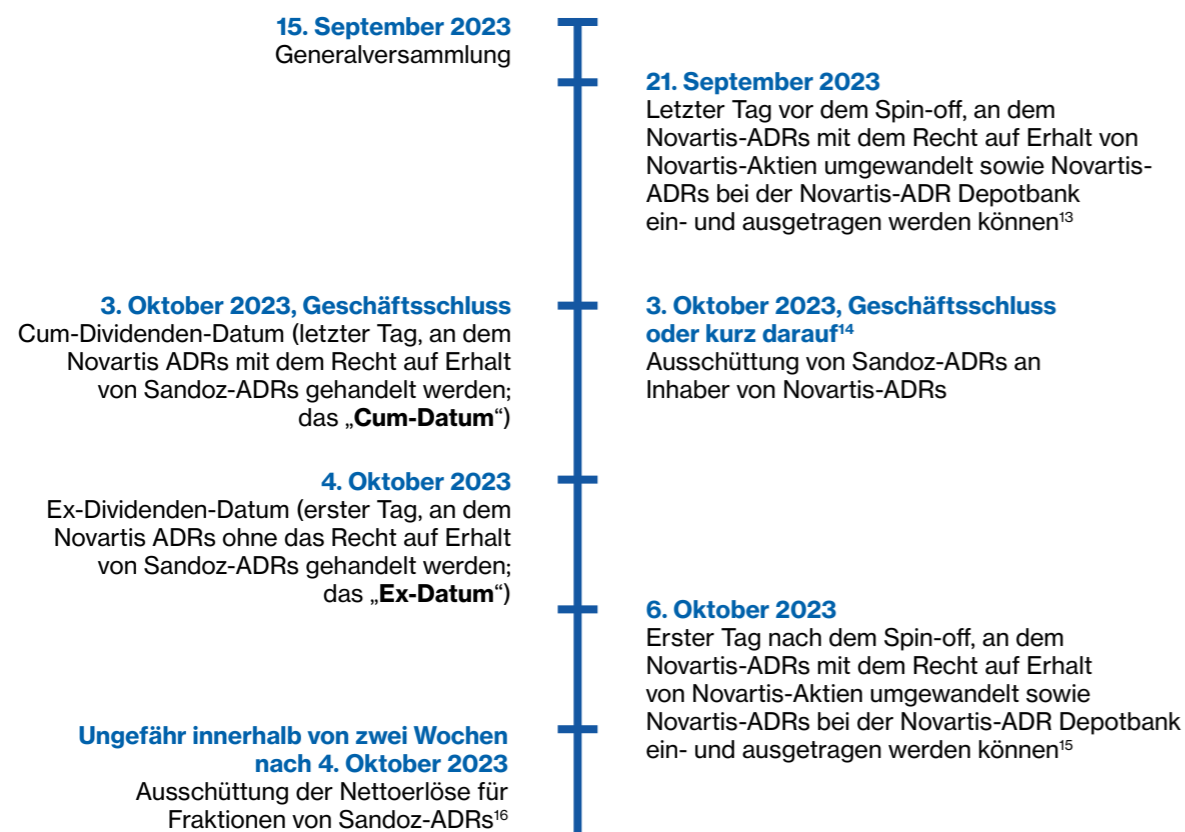 15. September 2023
Generalversammlung
21. September 2023
Letzter Tag vor dem Spin-off, an dem
Novartis-ADRs mit dem Recht auf Erhalt von
Novartis-Aktien umgewandelt sowie Novartis-
ADRs bei der Novartis-ADR Depotbank
ein- und ausgetragen werden können¹³
3. Oktober 2023, Geschäftsschluss
Cum-Dividenden-Datum (letzter Tag, an dem
Novartis ADRs mit dem Recht auf Erhalt
von Sandoz-ADRs gehandelt werden;
das „Cum-Datum“)
3. Oktober 2023, Geschäftsschluss
oder kurz darauf¹⁴
Ausschüttung von Sandoz-ADRs an
Inhaber von Novartis-ADRs
4. Oktober 2023
Ex-Dividenden-Datum (erster Tag, an dem
Novartis ADRs ohne das Recht auf Erhalt
von Sandoz-ADRs gehandelt werden;
das „Ex-Datum“)
6. Oktober 2023
Erster Tag nach dem Spin-off, an dem
Novartis-ADRs mit dem Recht auf Erhalt
von Novartis-Aktien umgewandelt sowie
Novartis-ADRs bei der Novartis-ADR Depotbank
ein- und ausgetragen werden können¹⁵
Ungefähr innerhalb von zwei Wochen
nach 4. Oktober 2023
Ausschüttung der Nettoerlöse für
Fraktionen von Sandoz-ADRs¹⁶